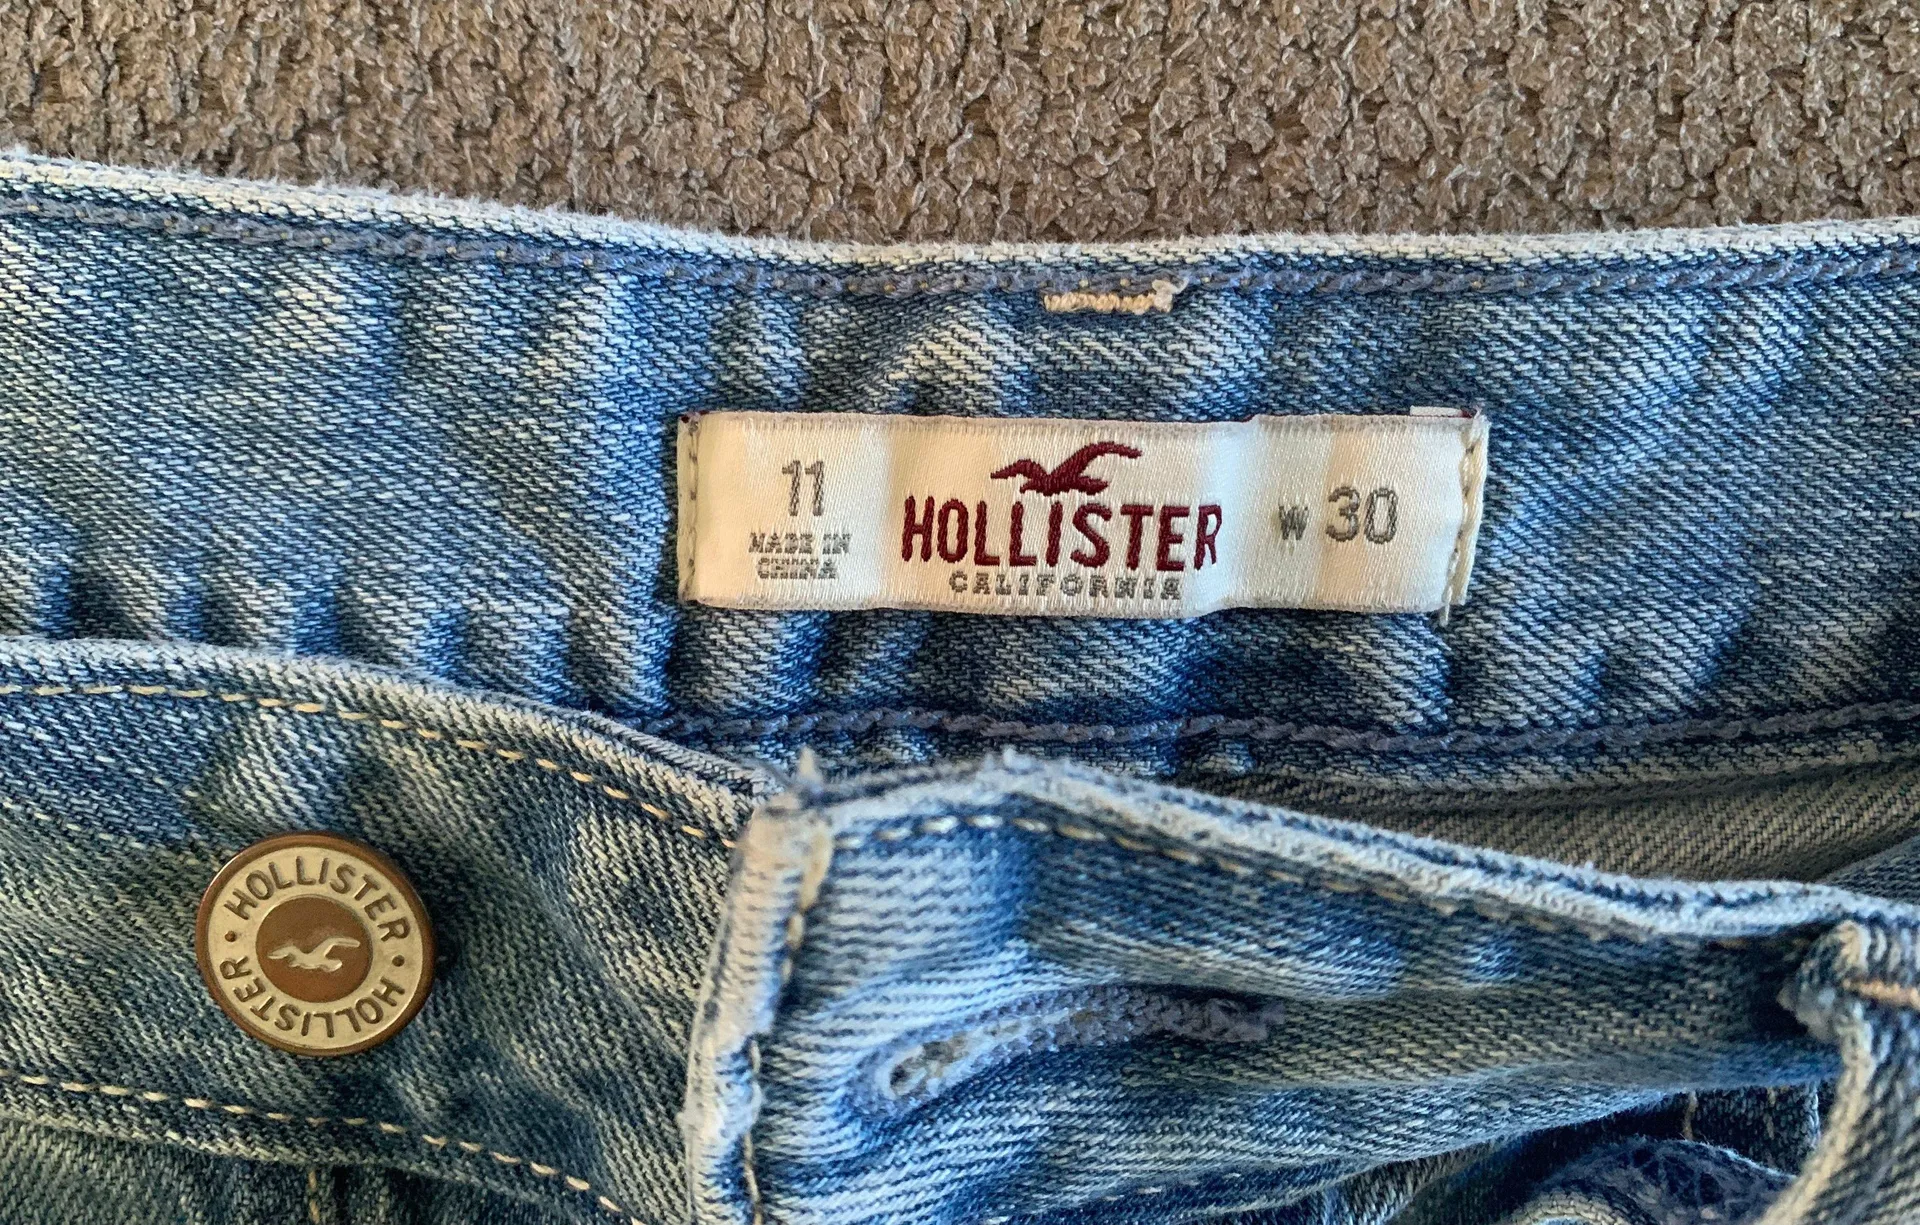 11
MADE IN
CHINA
HOLLISTER
CALIFORNIA
W 30
HOLLISTER • HOLLISTER •